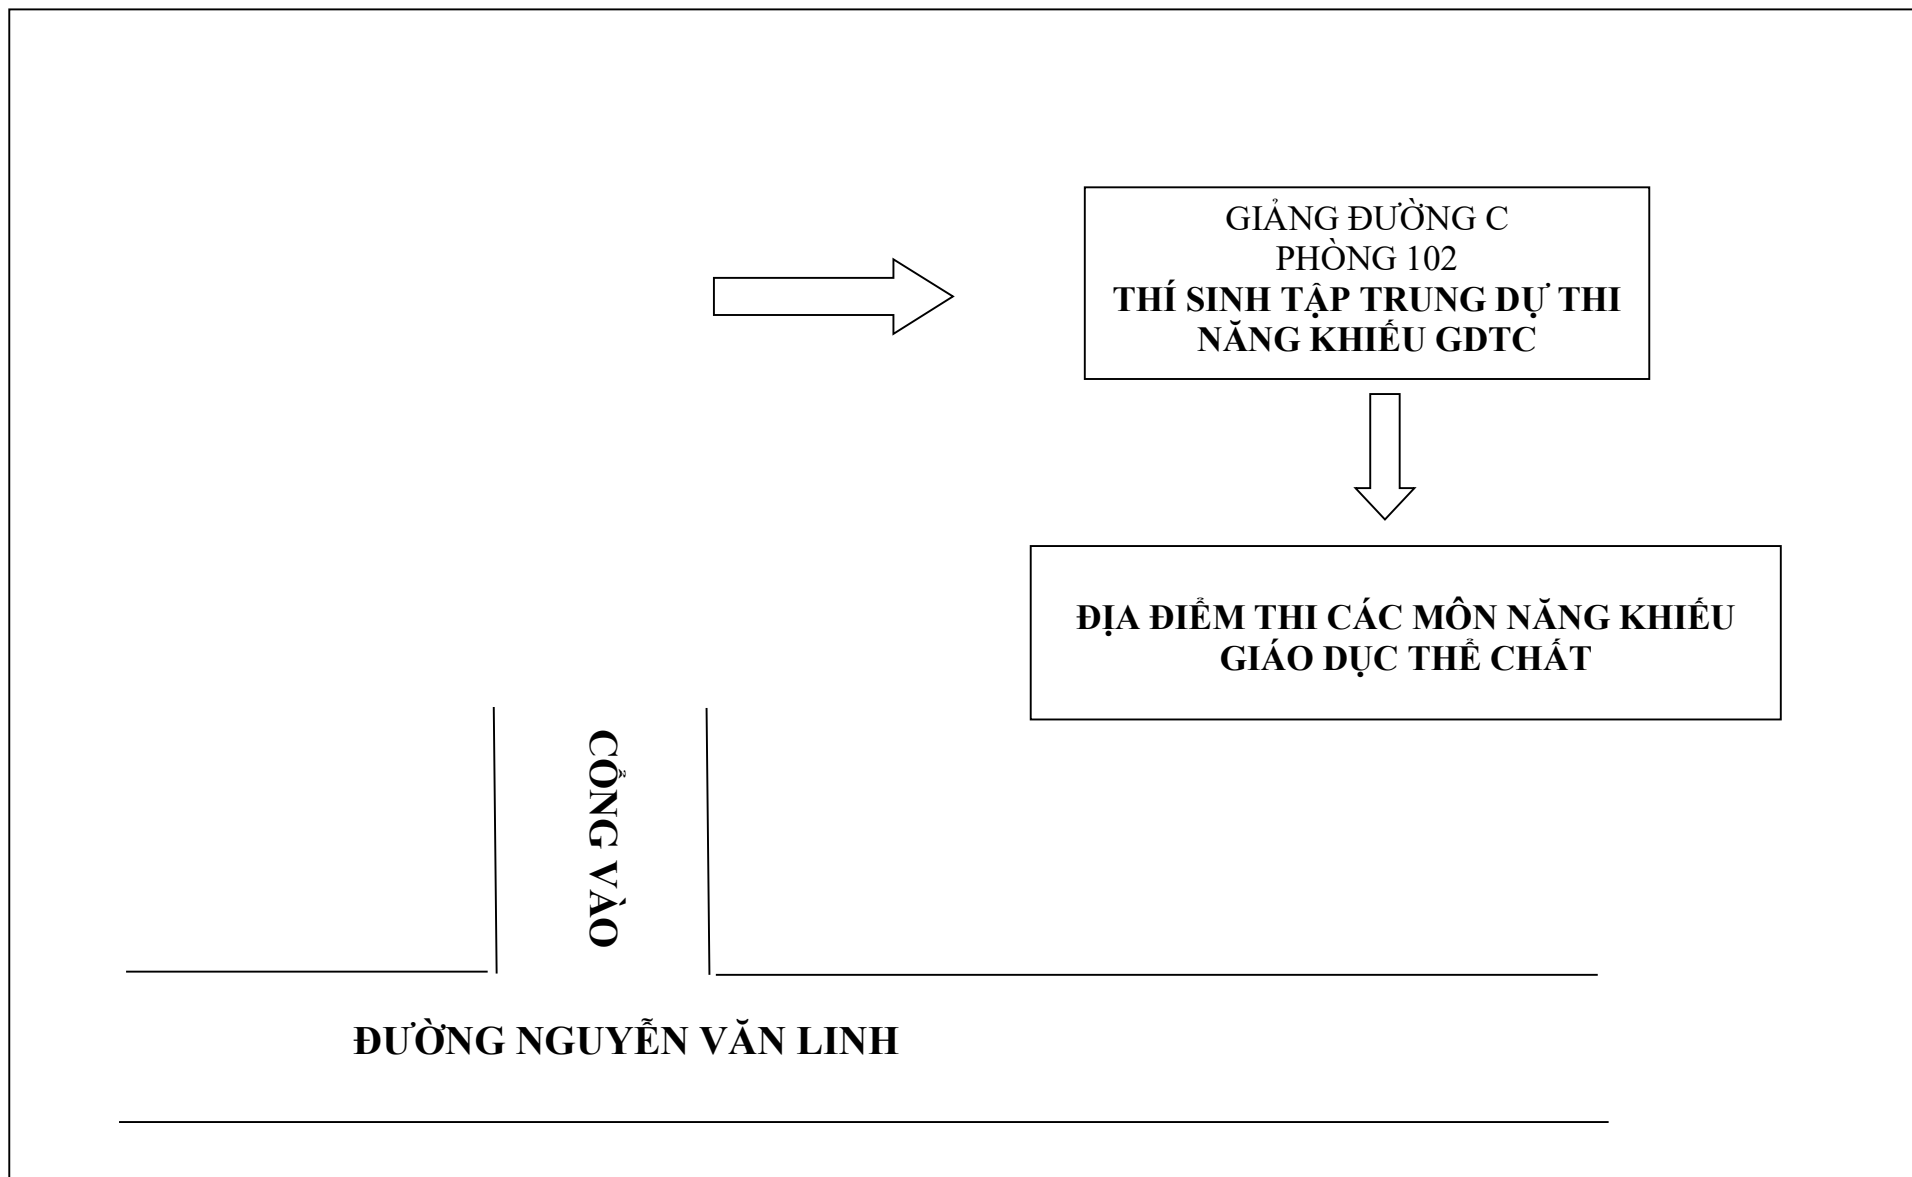 GIẢNG ĐƯỜNG C
PHÒNG 102
THÍ SINH TẬP TRUNG DỰ THI
NĂNG KHIẾU GDTC
ĐỊA ĐIỂM THI CÁC MÔN NĂNG KHIẾU
GIÁO DỤC THỂ CHẤT
CỔNG VÀO
ĐƯỜNG NGUYỄN VĂN LINH